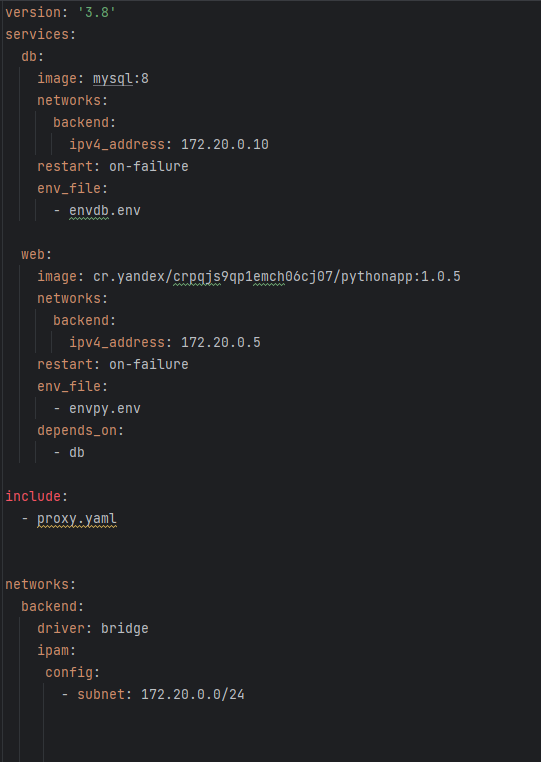 version: '3.8'
services:
  db:
    image: mysql:8
    networks:
      backend:
        ipv4_address: 172.20.0.10
    restart: on-failure
    env_file:
      - envdb.env
  web:
    image: cr.yandex/crpqjs9qp1emch06cj07/pythonapp:1.0.5
    networks:
      backend:
        ipv4_address: 172.20.0.5
    restart: on-failure
    env_file:
      - envpy.env
    depends_on:
      - db
include:
  - proxy.yaml
networks:
  backend:
    driver: bridge
    ipam:
     config:
       - subnet: 172.20.0.0/24